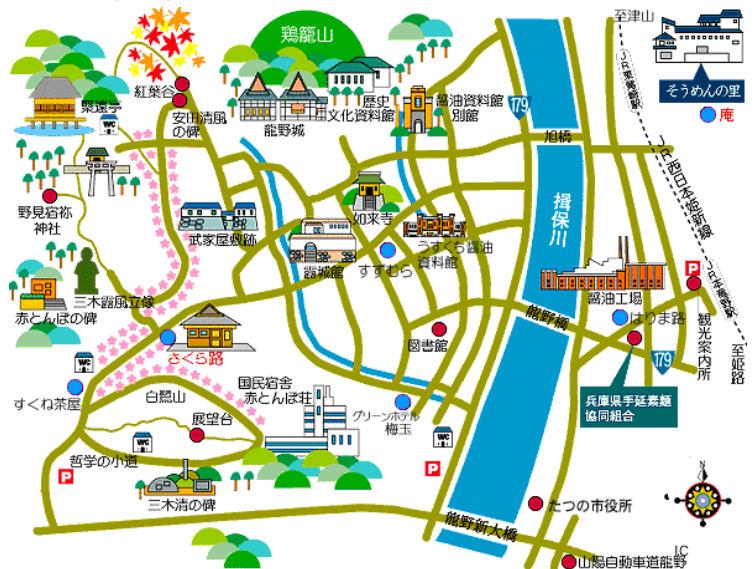 至津山
鶏籠山
そうめんの里
庵
JR東觜崎駅
JR西日本姫新線
JR本竜野駅
至姫路
紅葉谷
安田清風
の碑
聚遠亭
WC
龍野城
歴史
文化資料館
醤油資料館
別館
179
旭橋
揖保川
野見宿祢
神社
武家屋敷跡
如来寺
霞城館
すずむら
うすくち醤油
資料館
醤油工場
はりま路
P
観光案内所
179
兵庫県手延素麺
協同組合
龍野橋
図書館
赤とんぼの碑
三木露風立像
さくら路
WC
すくね茶屋
白鷺山
展望台
WC
哲学の小道
P
三木清の碑
国民宿舎
赤とんぼ荘
グリーンホテル
梅玉
WC
P
たつの市役所
龍野新大橋
山陽自動車道龍野
I.C
N